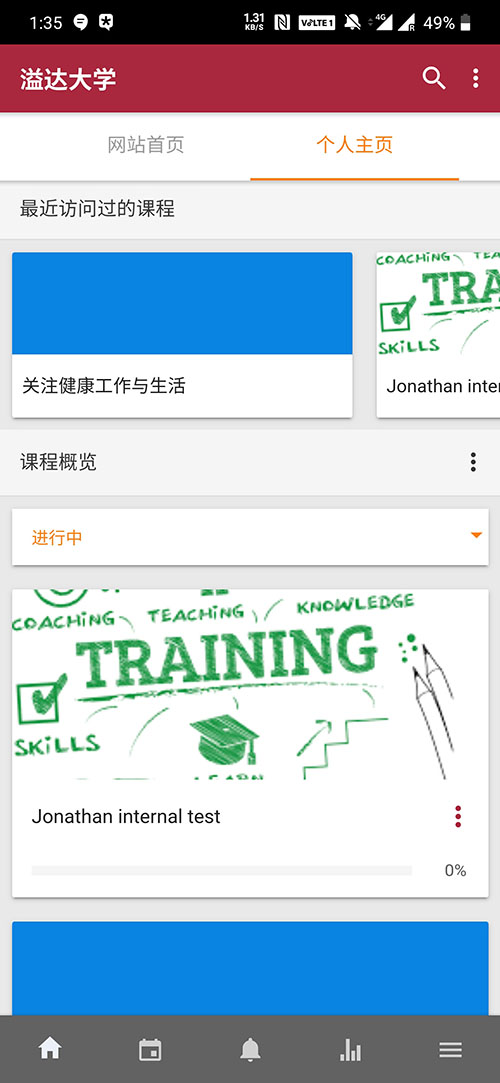 1:35
1.31
KB/S
VoLTE 1
4G
R
49%
溢达大学
网站首页
个人主页
最近访问过的课程
COACHING
TEA
TRA
SKILLS
关注健康工作与生活
Jonathan inter
课程概览
进行中
COACHING
TEACHING
KNOWLEDGE
TRAINING
SKILLS
LEARN
Jonathan internal test
0%